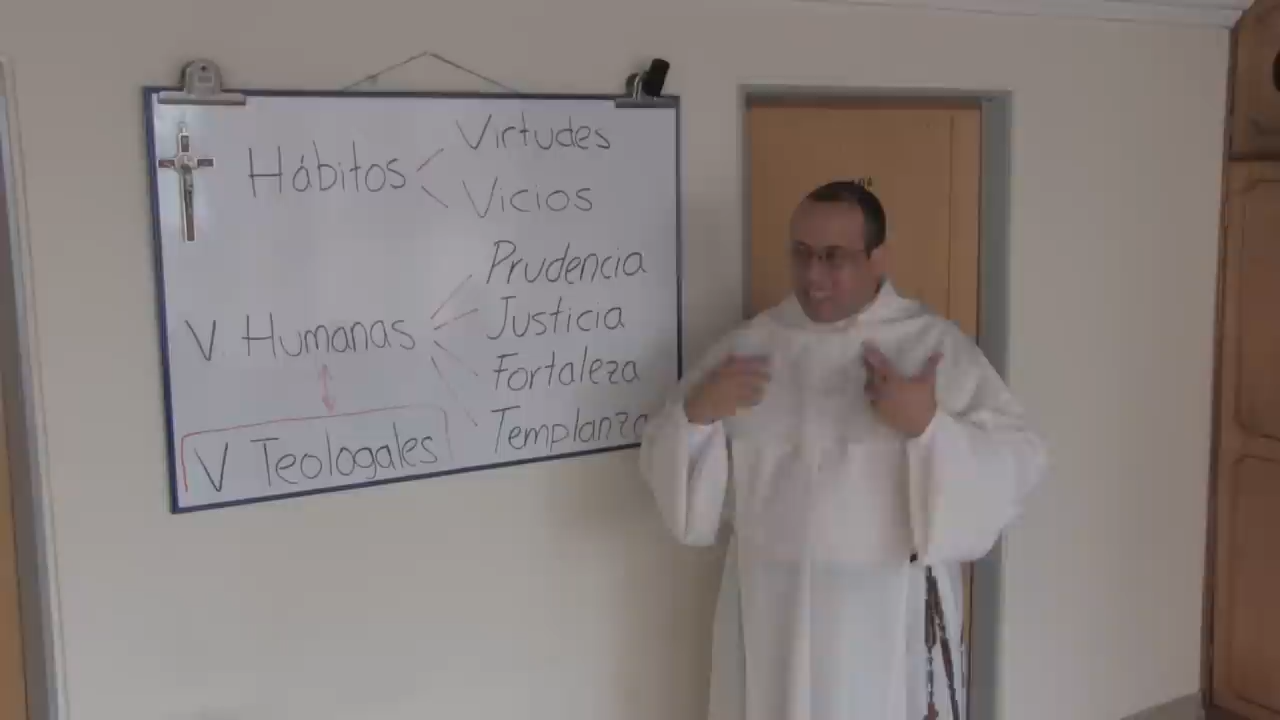 Hábitos
Virtudes
Vicios
V. Humanas
Prudencia
Justicia
Fortaleza
Templanza
V Teologales